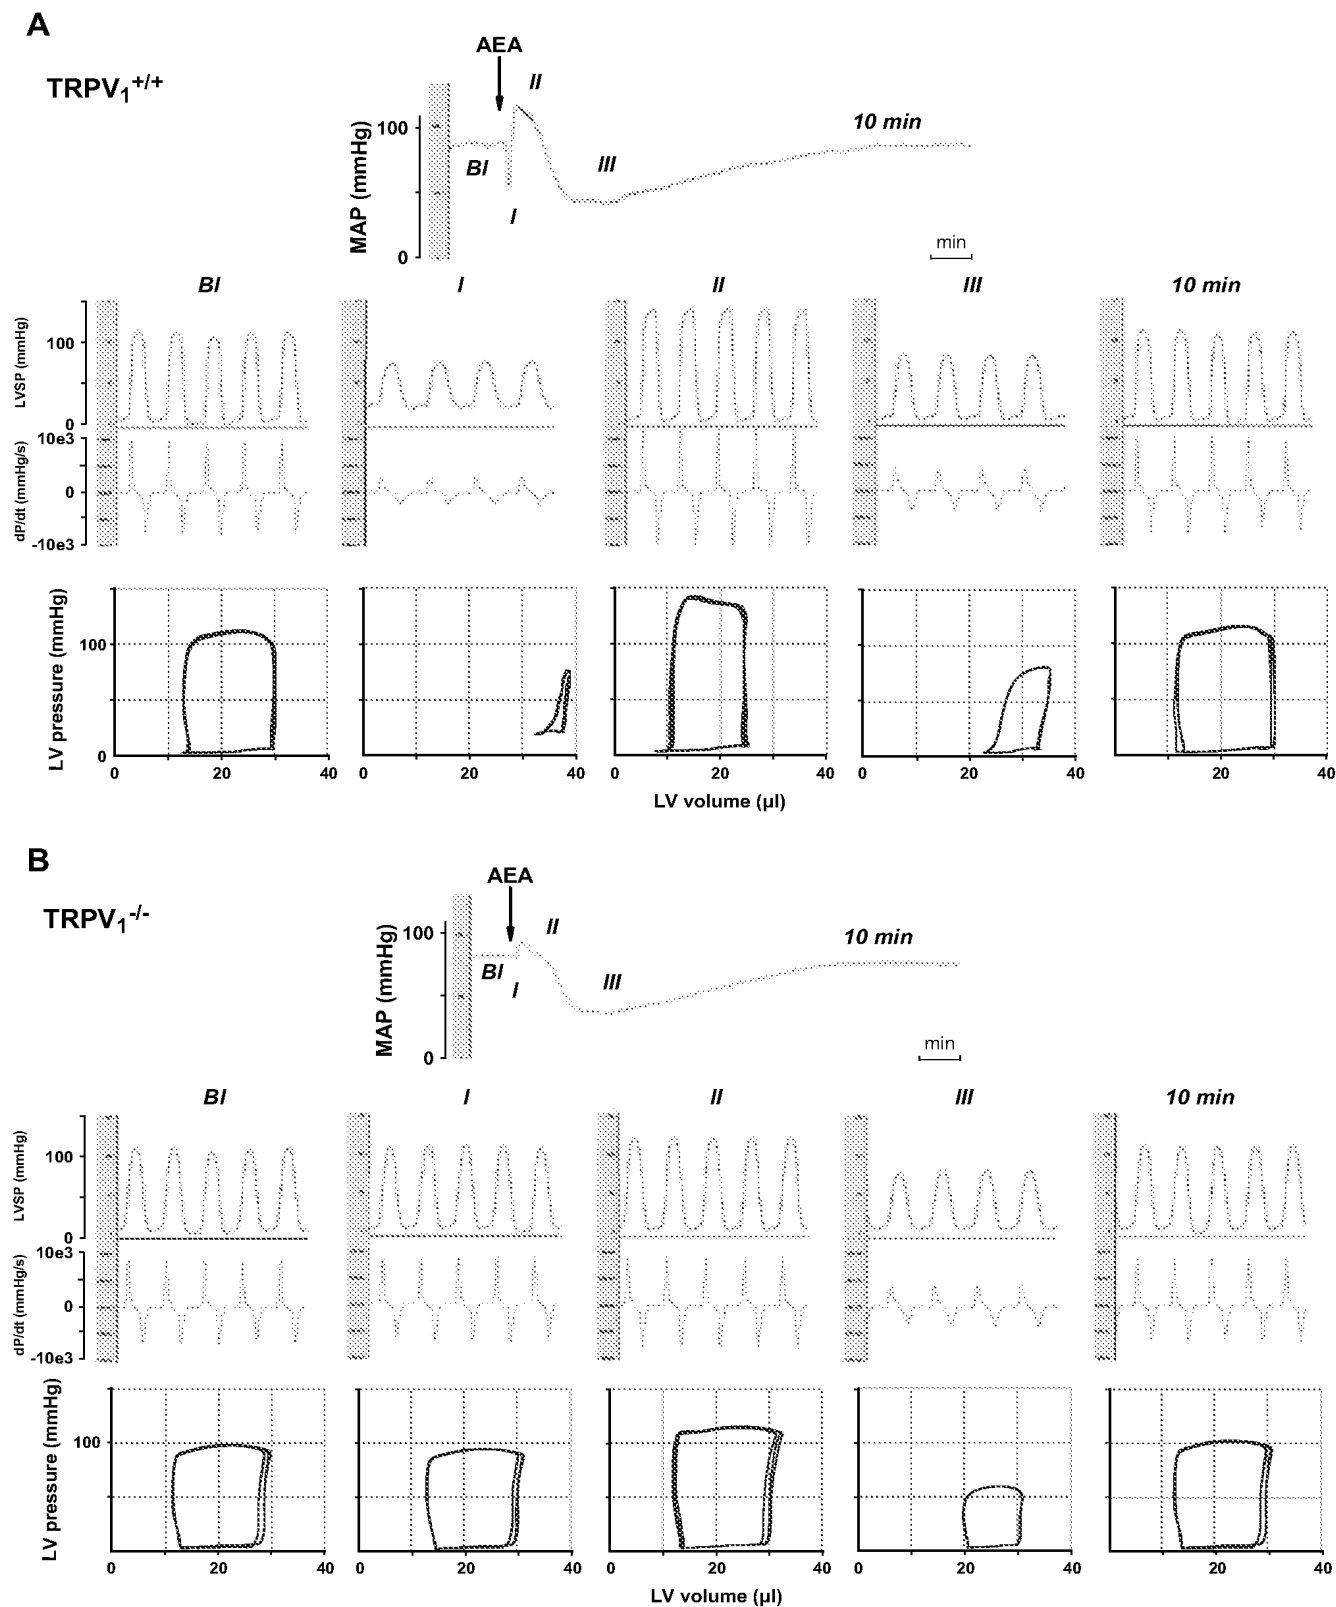 A
TRPV1+/+
AEA
II
100
10 min
MAP (mmHg)
BI
III
I
0
min
BI
I
II
III
10 min
LVSP (mmHg)
100
0
dP/dt (mmHg/s)
10e3
0
-10e3
LV pressure (mmHg)
100
0
0 20 40
0 20 40
0 20 40
0 20 40
20 40
LV volume (µl)
B
TRPV1-/-
AEA
II
100
10 min
MAP (mmHg)
BI
III
I
0
min
BI
I
II
III
10 min
LVSP (mmHg)
100
0
dP/dt (mmHg/s)
10e3
0
-10e3
LV pressure (mmHg)
100
0 20 40
0 20 40
0 20 40
0 20 40
20 40
LV volume (µl)